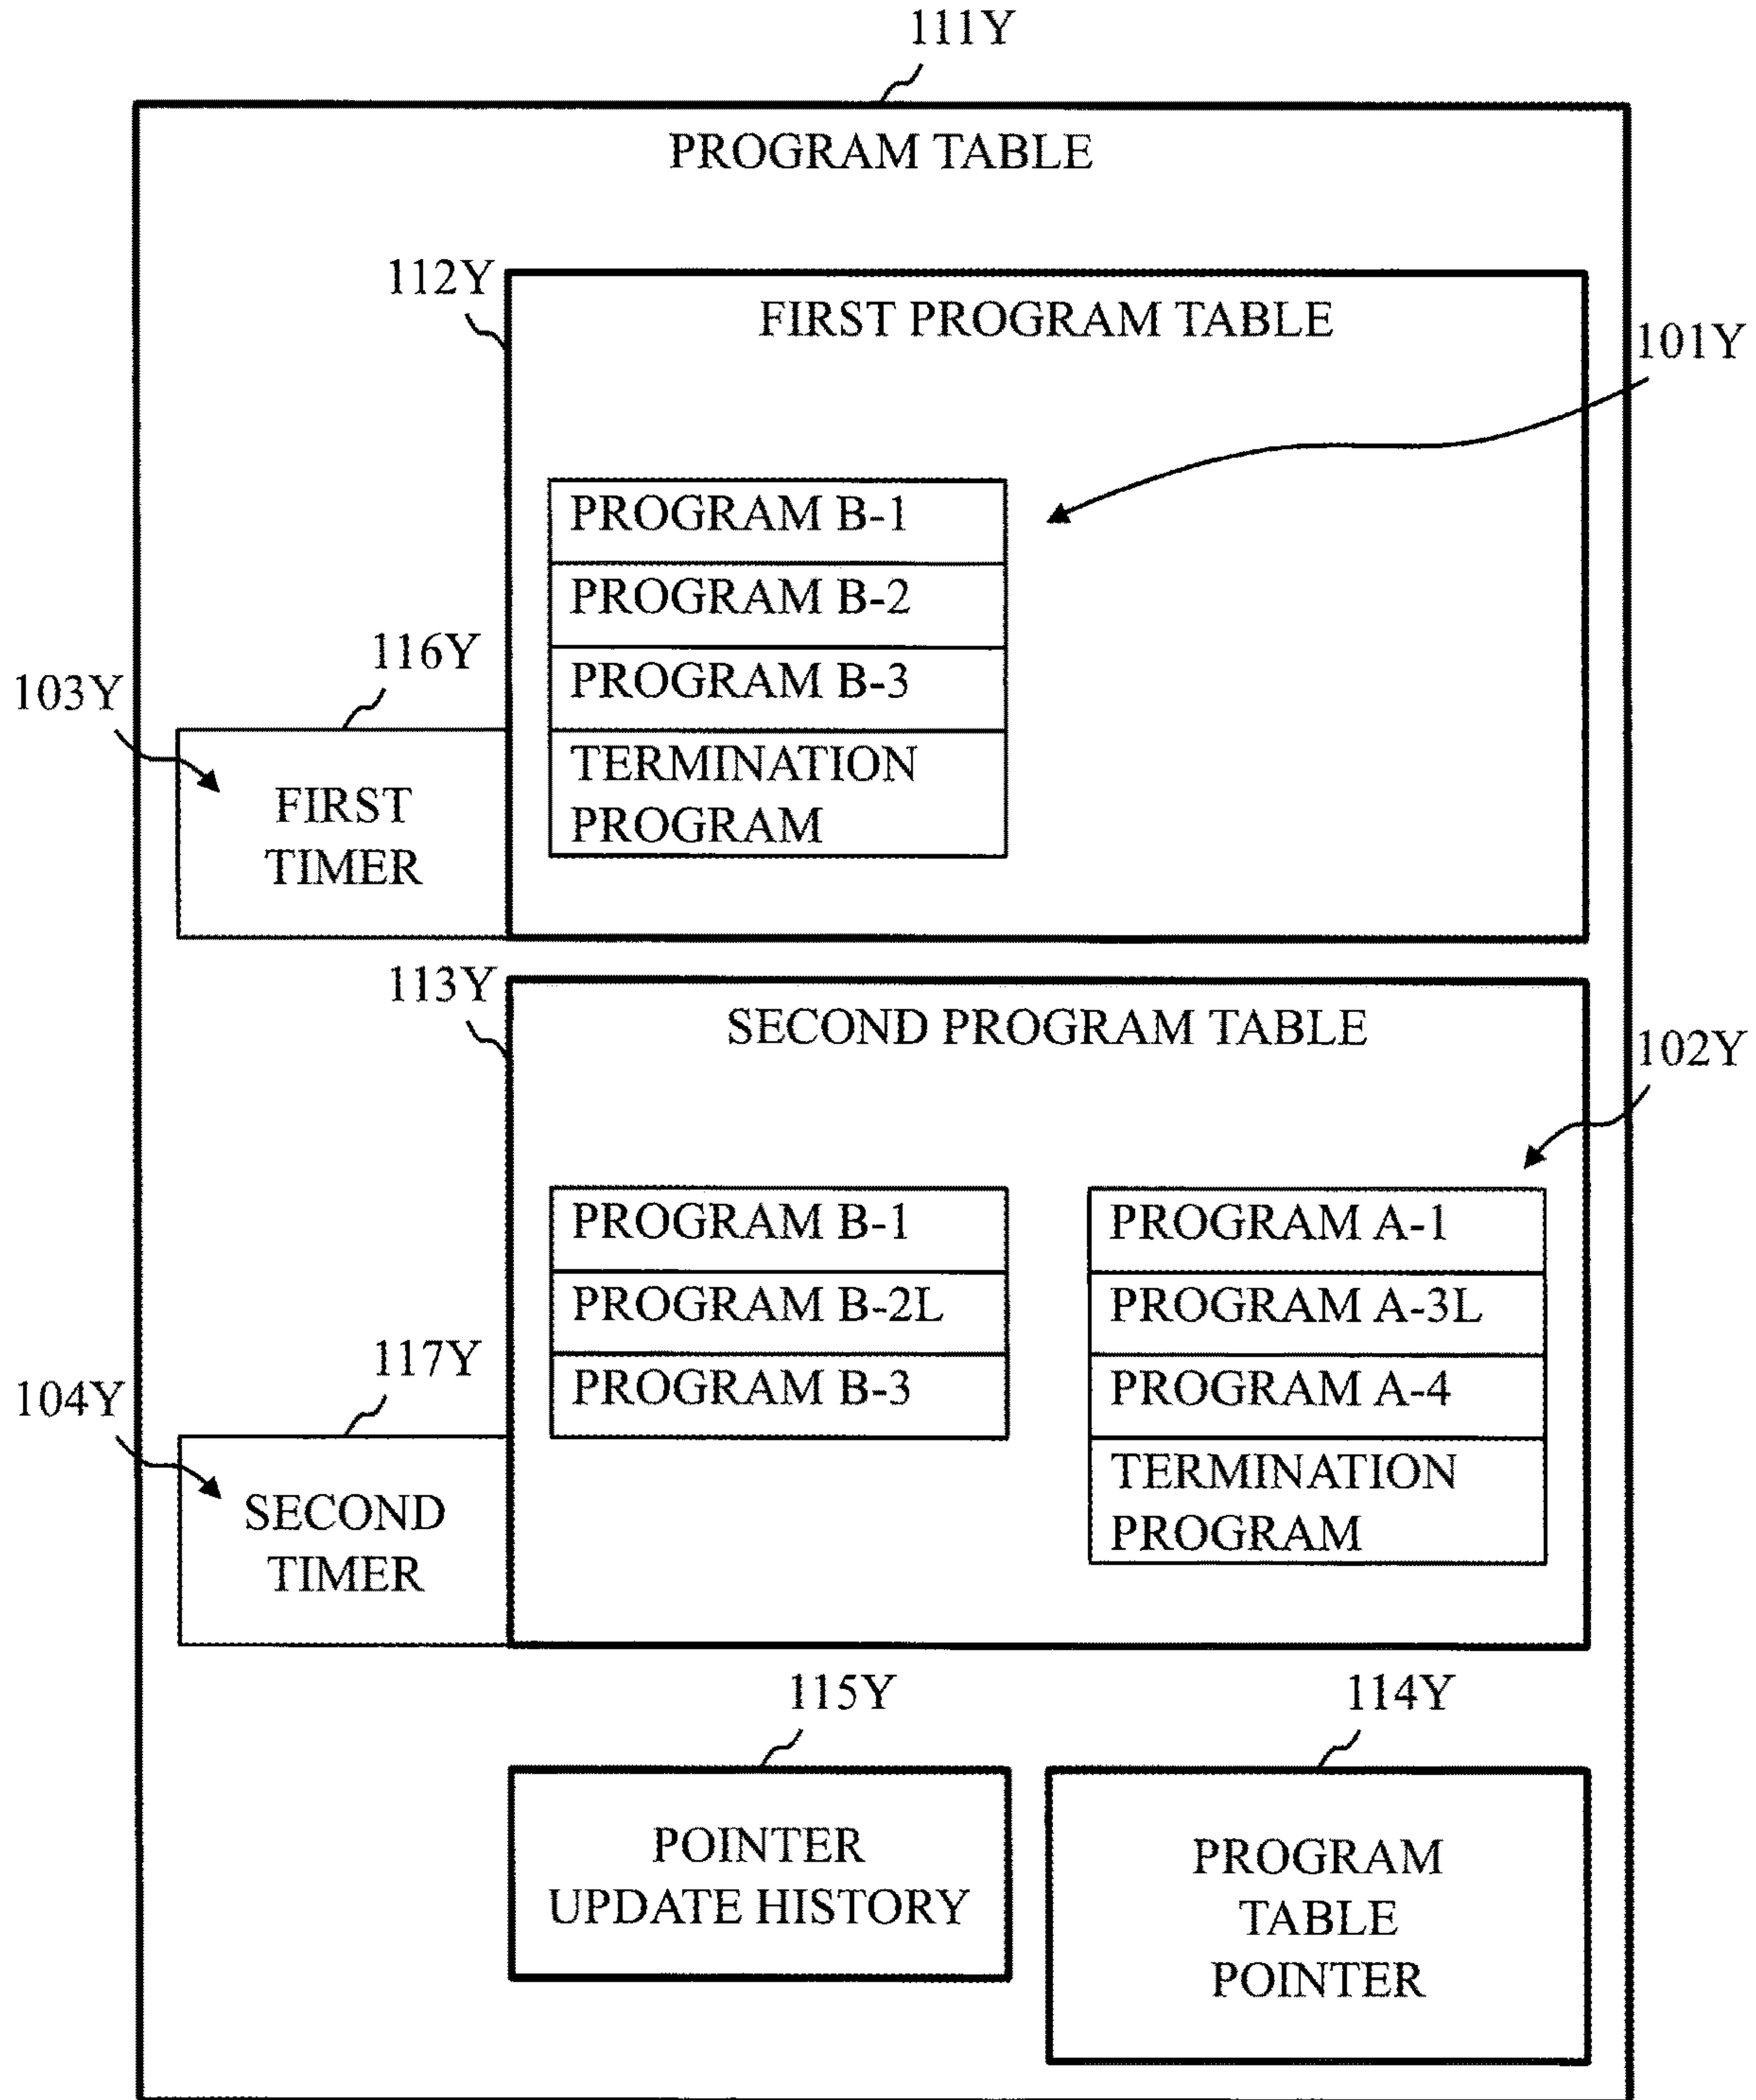 111Y
PROGRAM TABLE
112Y
FIRST PROGRAM TABLE
101Y
PROGRAM B-1
PROGRAM B-2
PROGRAM B-3
TERMINATION
PROGRAM
116Y
103Y
FIRST
TIMER
113Y
SECOND PROGRAM TABLE
102Y
PROGRAM B-1
PROGRAM B-2L
PROGRAM B-3
PROGRAM A-1
PROGRAM A-3L
PROGRAM A-4
TERMINATION
PROGRAM
117Y
104Y
SECOND
TIMER
115Y
POINTER
UPDATE HISTORY
114Y
PROGRAM
TABLE
POINTER